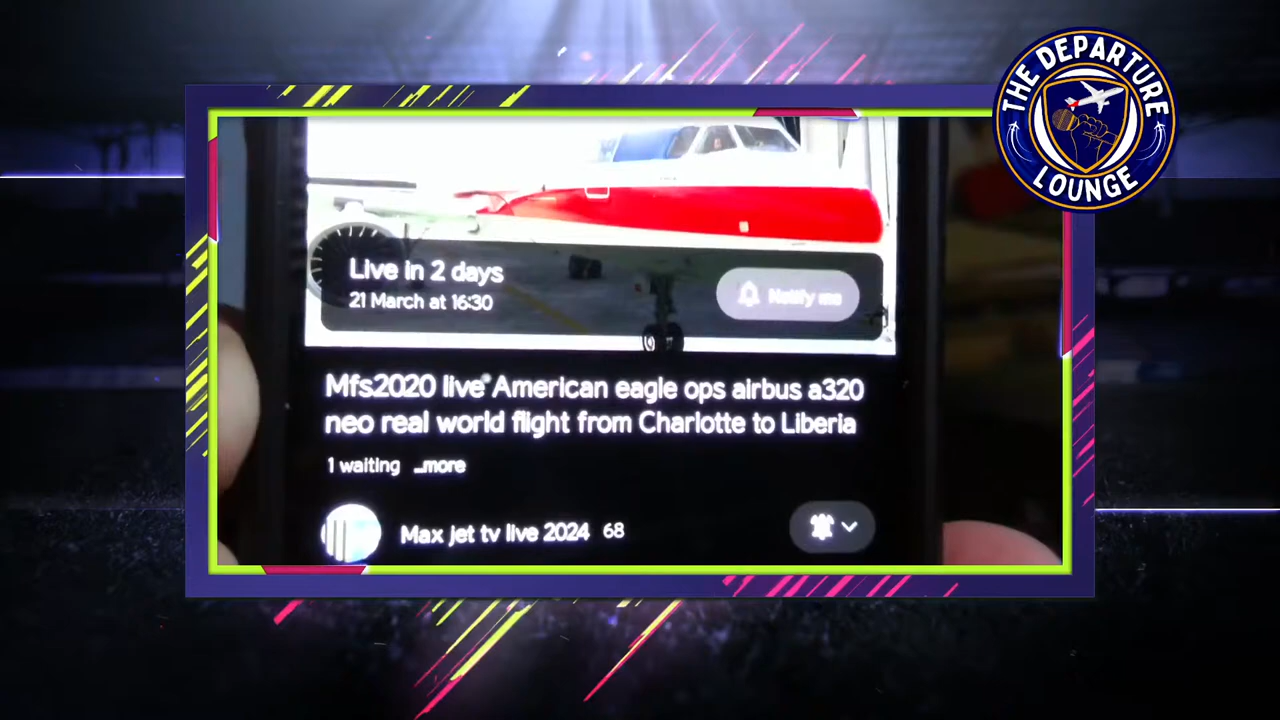 THE DEPARTURE
LOUNGE
Live in 2 days
21 March at 16:30
Notify me
Mfs2020 live American eagle ops airbus a320
neo real world flight from Charlotte to Liberia
1 waiting ...more
Max jet tv live 2024 68